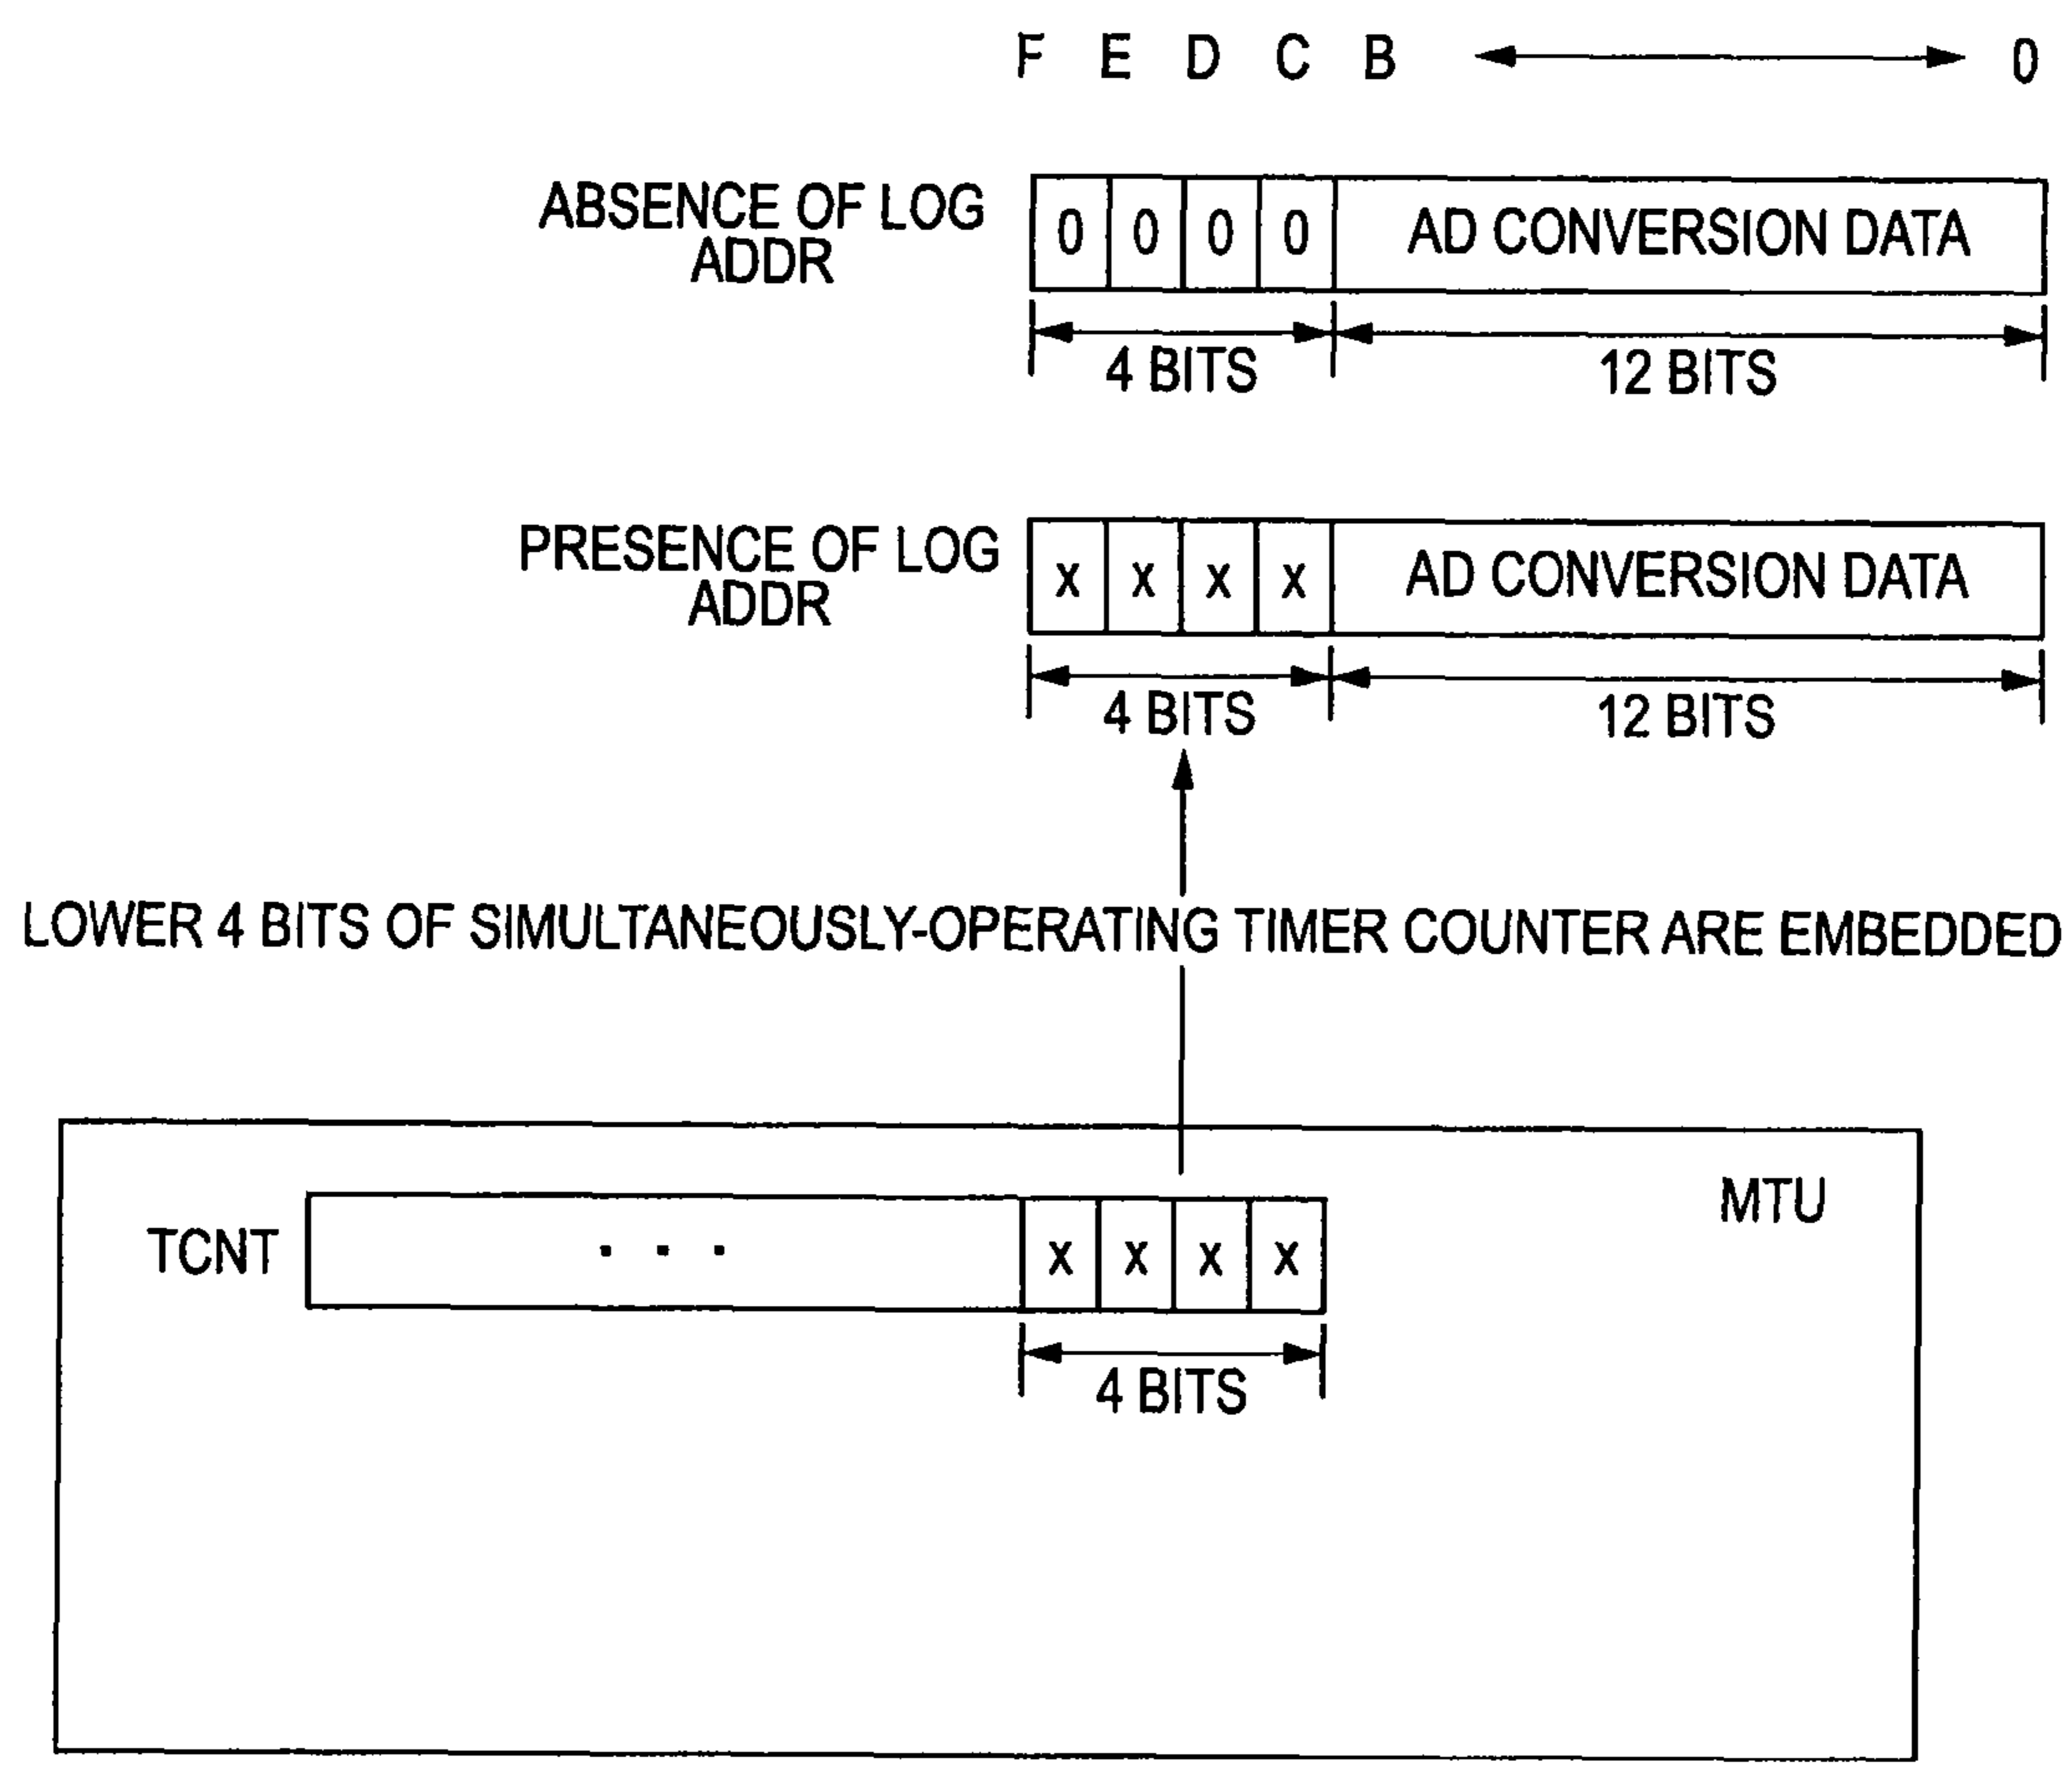 F E D C B 0
ABSENCE OF LOG
ADDR
0 0 0 0 AD CONVERSION DATA
4 BITS 12 BITS
PRESENCE OF LOG
ADDR
x x x x AD CONVERSION DATA
4 BITS 12 BITS
LOWER 4 BITS OF SIMULTANEOUSLY-OPERATING TIMER COUNTER ARE EMBEDDED
MTU
TCNT ... x x x x
4 BITS